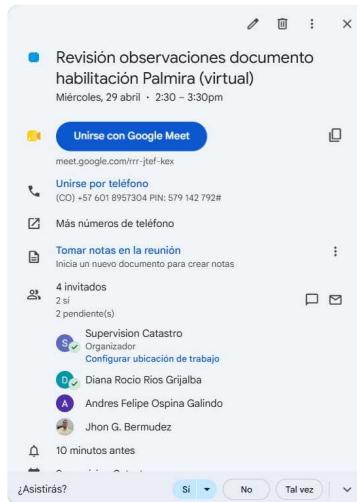 Revisión observaciones documento
habilitación Palmira (virtual)
Miércoles, 29 abril · 2:30 – 3:30pm
Unirse con Google Meet
meet.google.com/rrr-jtef-kex
Unirse por teléfono
(CO) +57 601 8957304 PIN: 579 142 792#
Más números de teléfono
Tomar notas en la reunión
Inicia un nuevo documento para crear notas
4 invitados
2 sí
2 pendiente(s)
S
Supervision Catastro
Organizador
Configurar ubicación de trabajo
D
Diana Rocio Rios Grijalba
A
Andres Felipe Ospina Galindo
Jhon G. Bermudez
10 minutos antes
¿Asistirás?
Sí
No
Tal vez